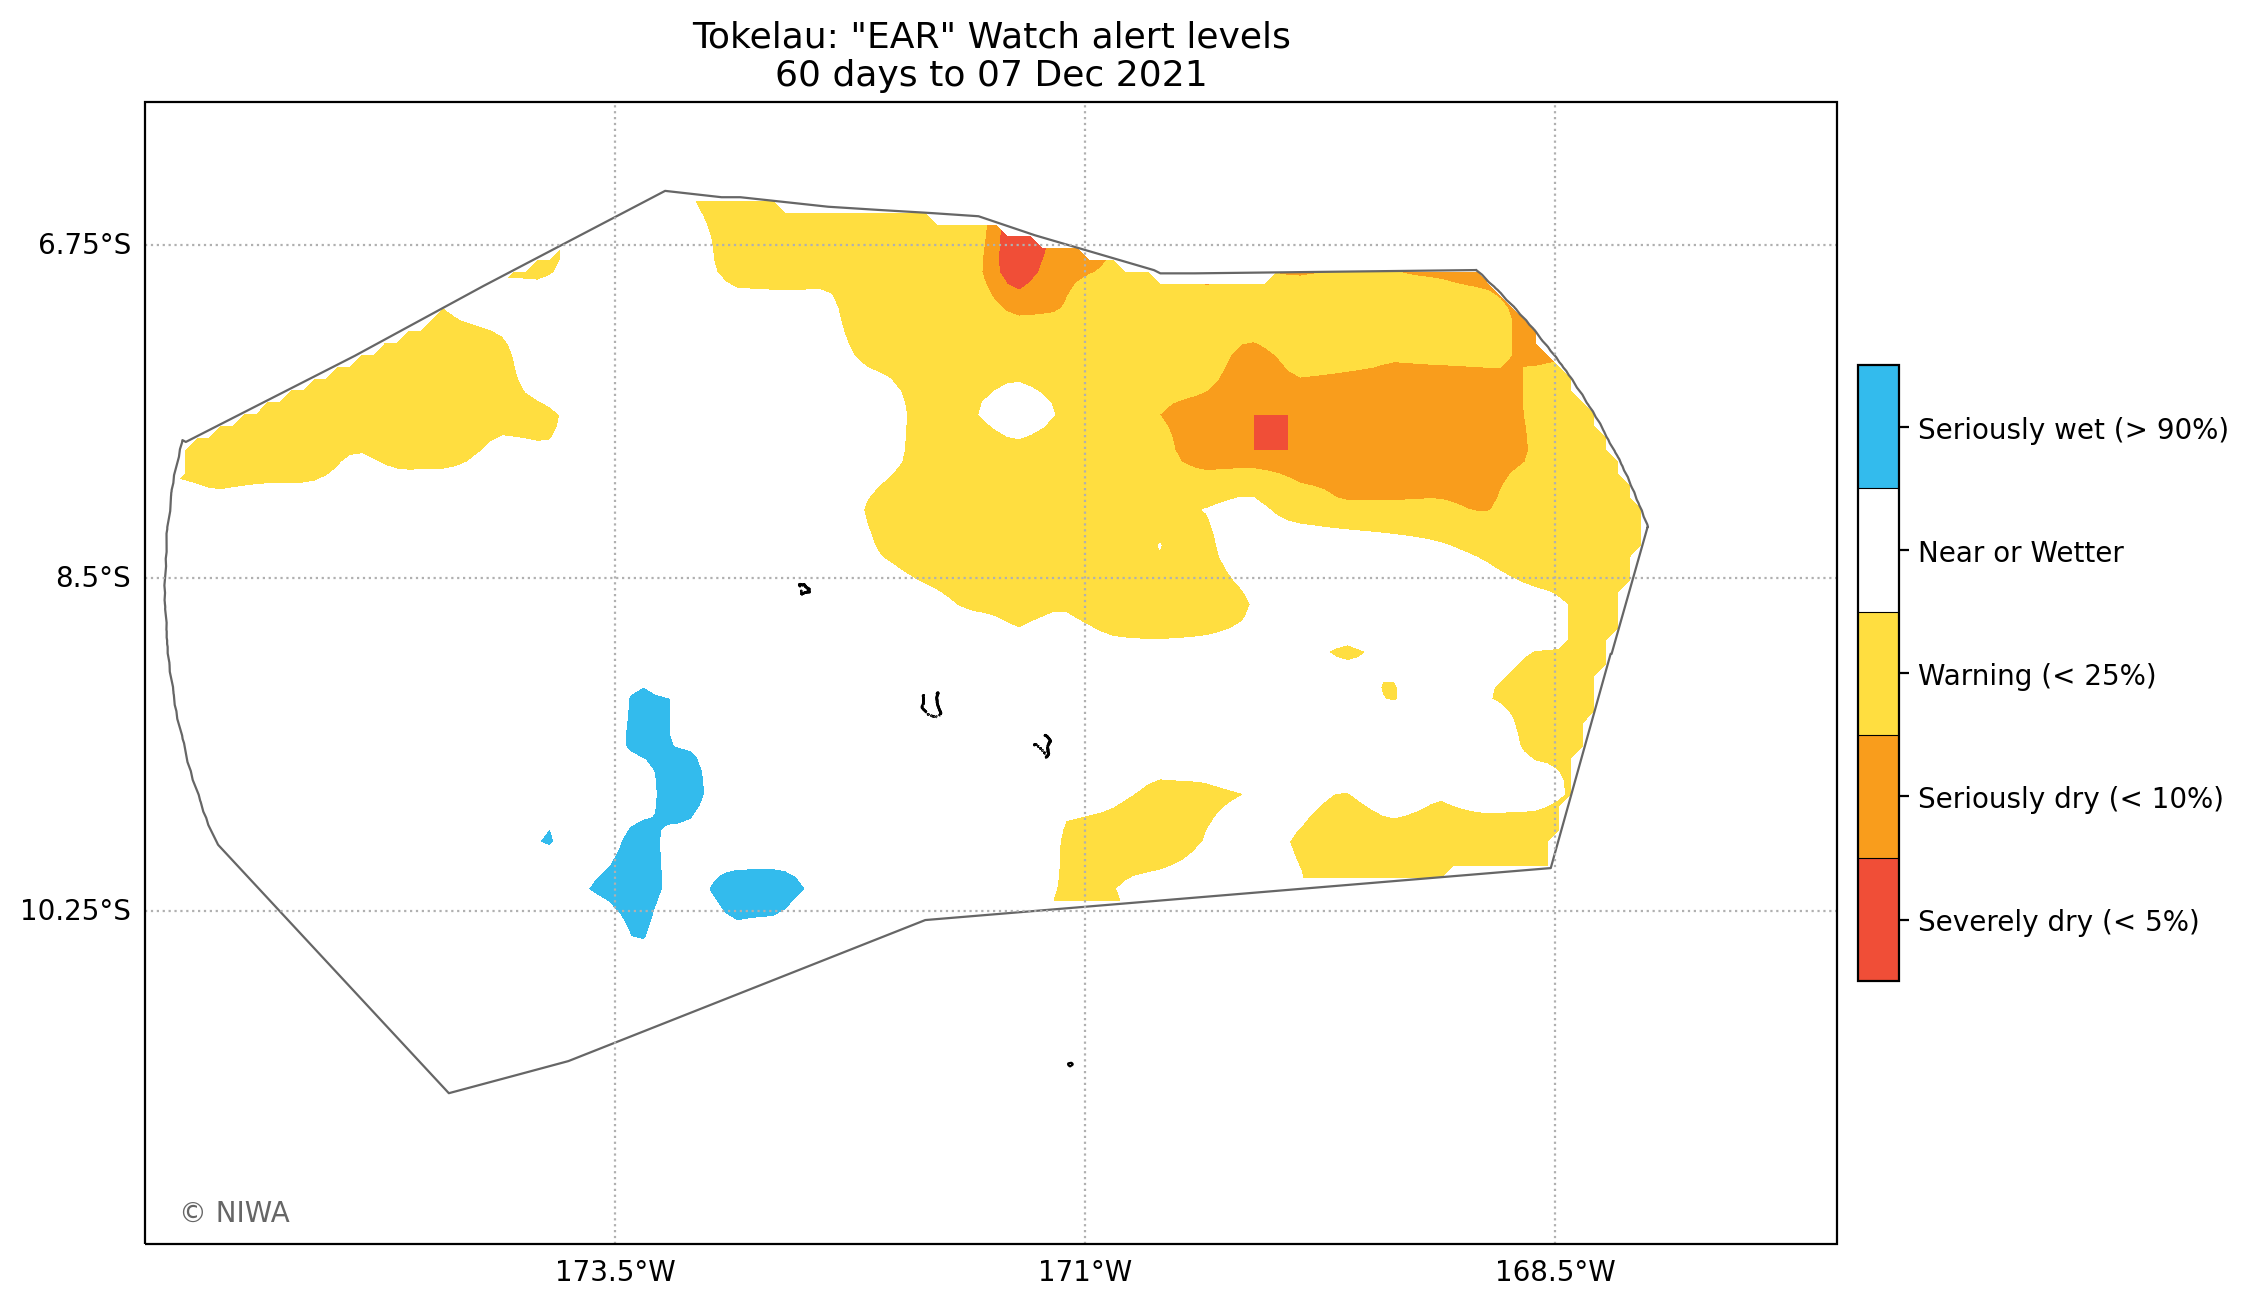 Tokelau: "EAR" Watch alert levels
60 days to 07 Dec 2021
6.75°S
8.5°S
10.25°S
173.5°W
171°W
168.5°W
Seriously wet (> 90%)
Near or Wetter
Warning (< 25%)
Seriously dry (< 10%)
Severely dry (< 5%)
© NIWA